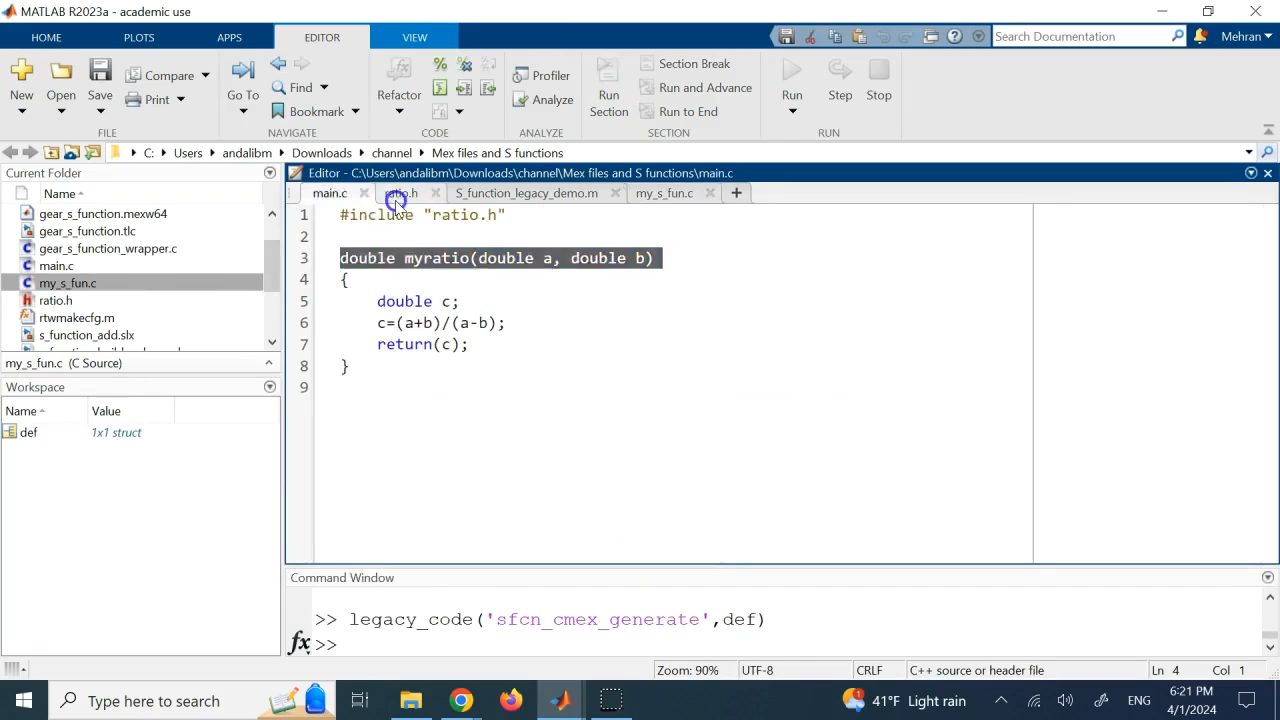 MATLAB R2023a - academic use
HOME PLOTS APPS EDITOR VIEW Search Documentation Mehran
New Open Save Compare Print Go To Find Bookmark Refactor Profiler Analyze Run Section Section Break Run and Advance Run to End Run Step Stop
FILE NAVIGATE CODE ANALYZE SECTION RUN
C: Users andalibm Downloads channel Mex files and S functions
Current Folder
Name
gear_s_function.mexw64
gear_s_function.tlc
gear_s_function_wrapper.c
main.c
my_s_fun.c
ratio.h
rtwmakecfg.m
s_function_add.slx
my_s_fun.c (C Source)
Workspace
Name Value
def 1x1 struct
Editor - C:\Users\andalibm\Downloads\channel\Mex files and S functions\main.c
main.c ratio.h S_function_legacy_demo.m my_s_fun.c
1 #include "ratio.h"
2
3 double myratio(double a, double b)
4 {
5 double c;
6 c=(a+b)/(a-b);
7 return(c);
8 }
9
Command Window
>> legacy_code('sfcn_cmex_generate',def)
fx >>
Zoom: 90% UTF-8 CRLF C++ source or header file Ln 4 Col 1
Type here to search 1 41°F Light rain ENG 6:21 PM
4/1/2024